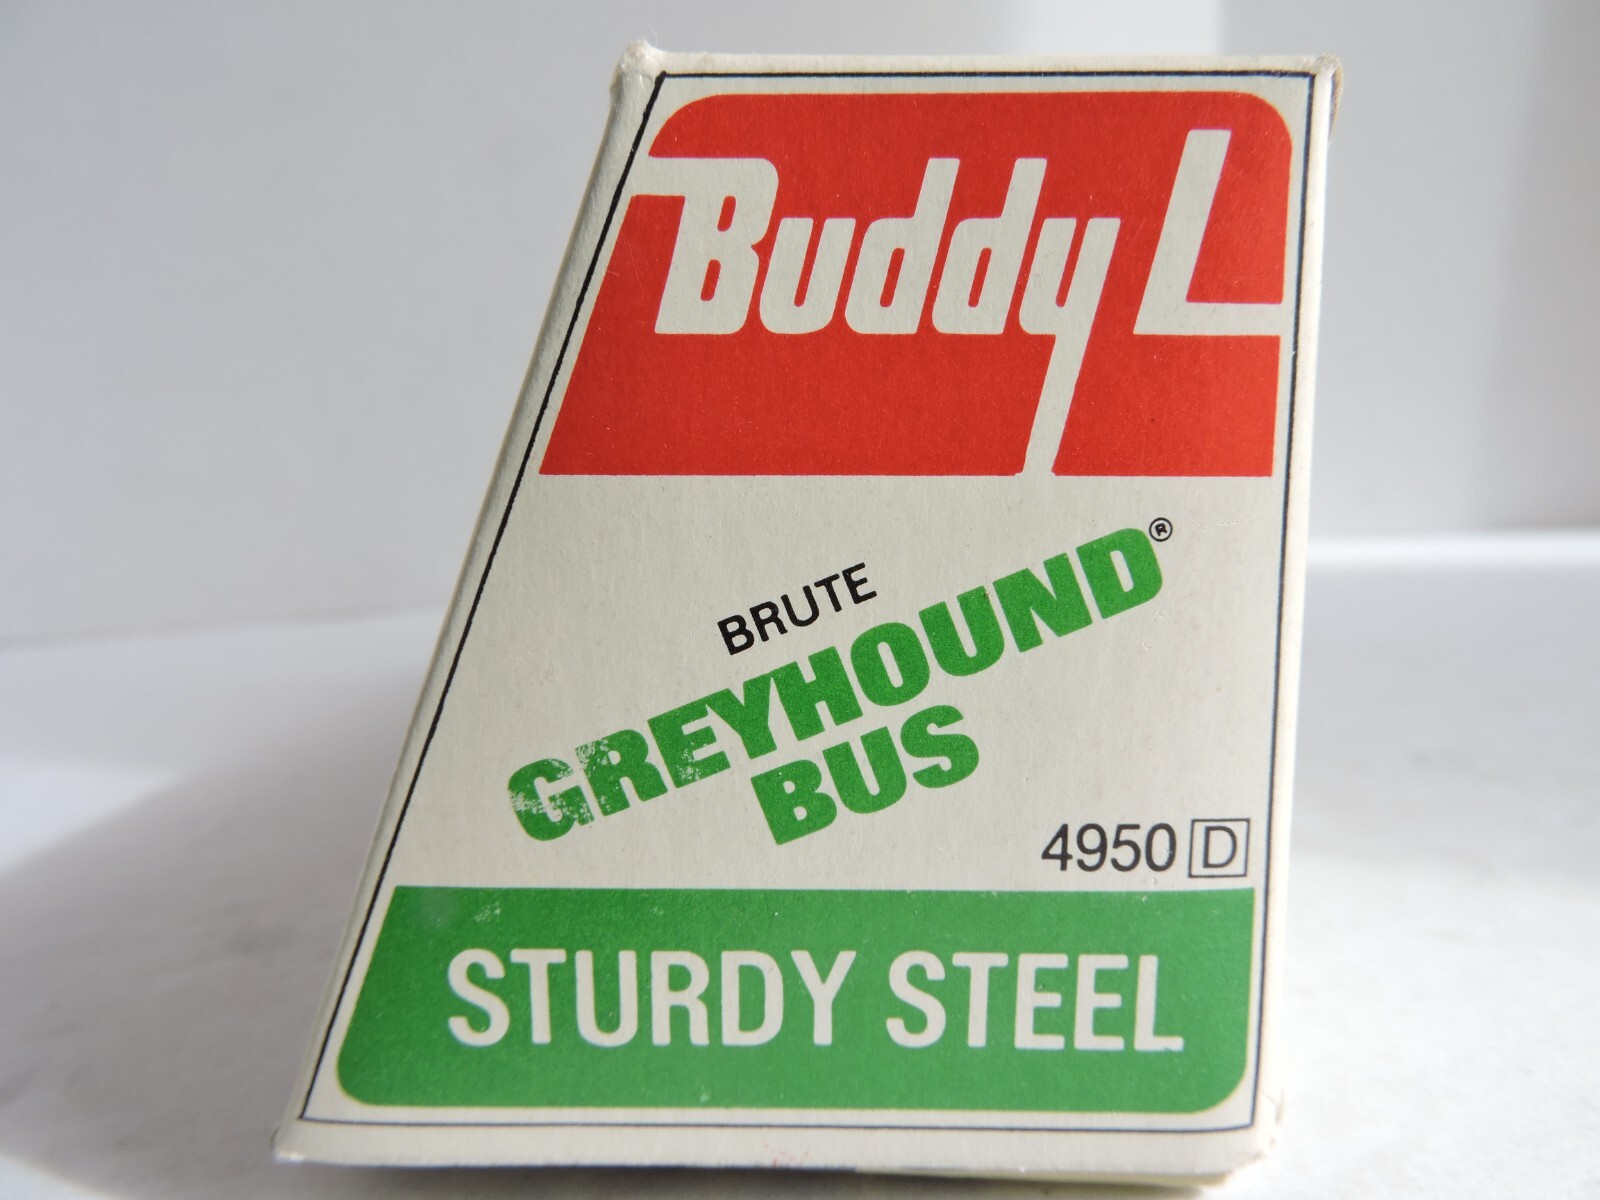 Buddy L
BRUTE
GREYHOUND®
BUS
4950 D
STURDY STEEL